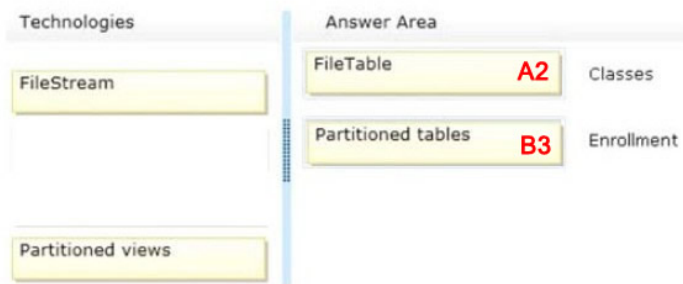 Technologies
Answer Area
FileStream
FileTable
A2
Classes
Partitioned tables
B3
Enrollment
Partitioned views